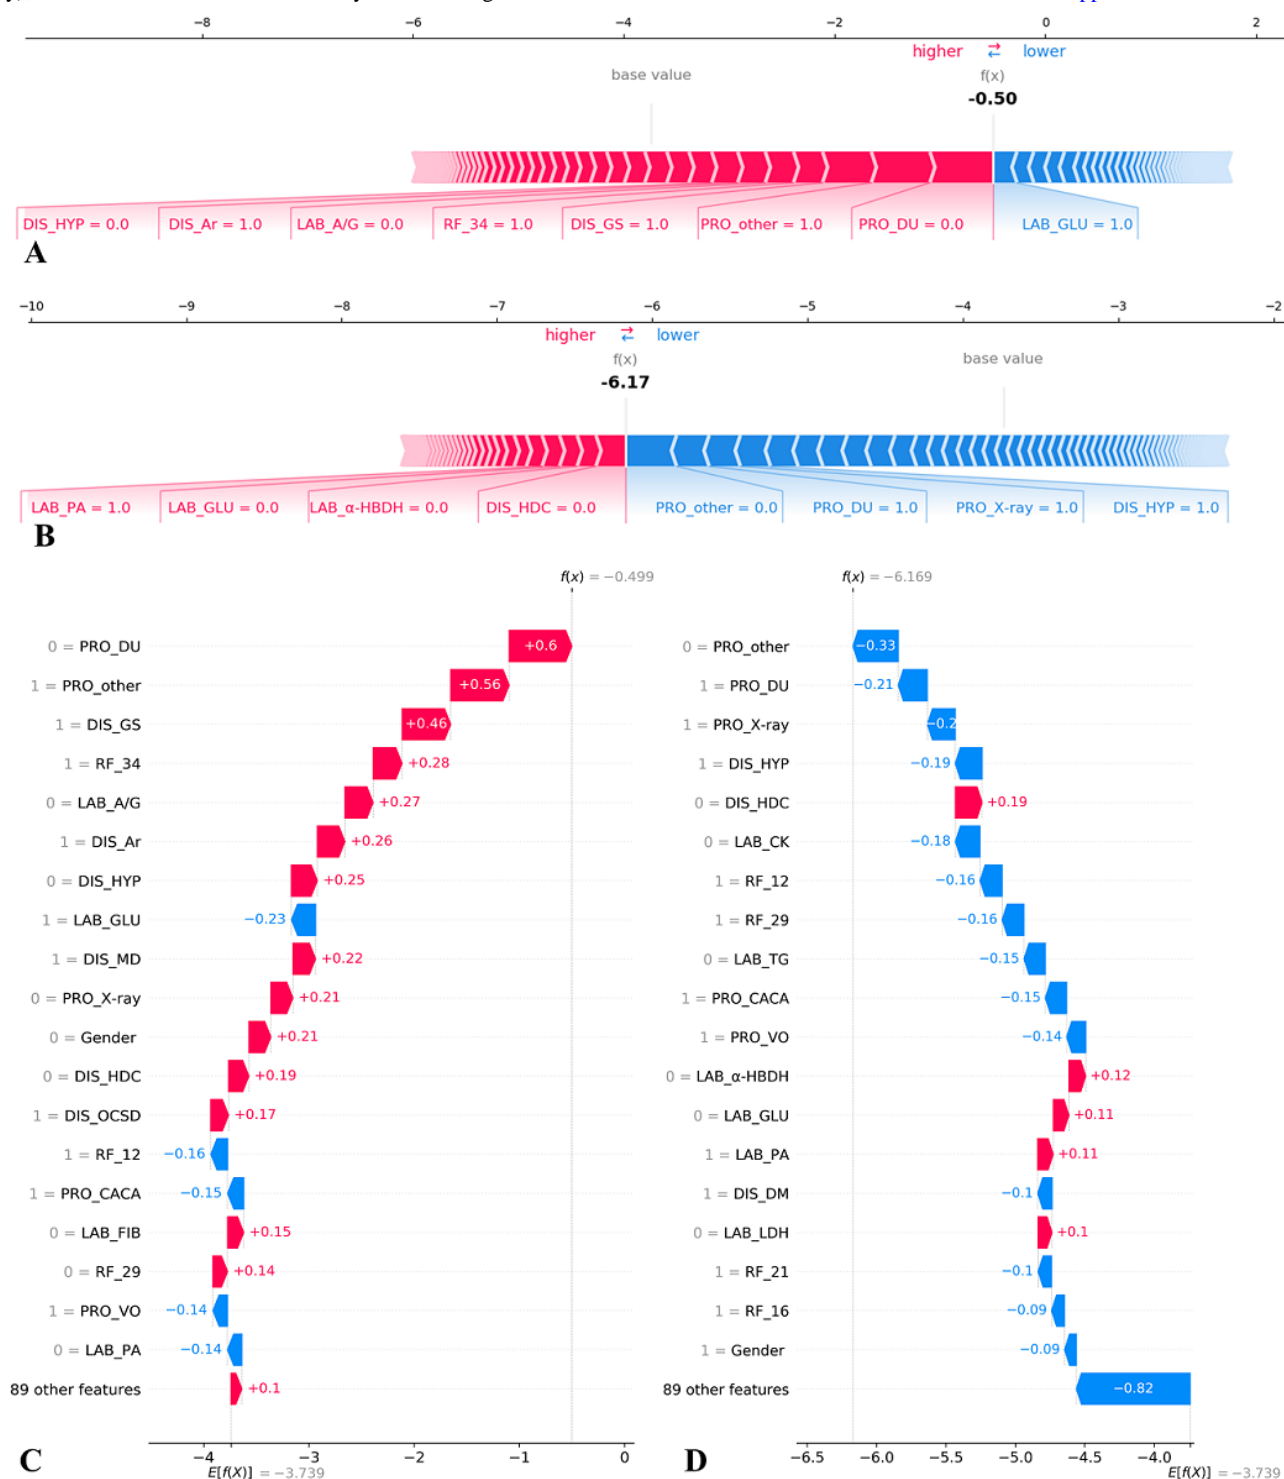 -8 -6 -4 -2 0 2
higher ⇄ lower
base value f(x)
-0.50
DIS_HYP = 0.0 DIS_Ar = 1.0 LAB_A/G = 0.0 RF_34 = 1.0 DIS_GS = 1.0 PRO_other = 1.0 PRO_DU = 0.0 LAB_GLU = 1.0
A
-10 -9 -8 -7 -6 -5 -4 -3 -2
higher ⇄ lower
f(x) base value
-6.17
LAB_PA = 1.0 LAB_GLU = 0.0 LAB_α-HBDH = 0.0 DIS_HDC = 0.0 PRO_other = 0.0 PRO_DU = 1.0 PRO_X-ray = 1.0 DIS_HYP = 1.0
B
f(x) = −0.499
0 = PRO_DU +0.6
1 = PRO_other +0.56
1 = DIS_GS +0.46
1 = RF_34 +0.28
0 = LAB_A/G +0.27
1 = DIS_Ar +0.26
0 = DIS_HYP +0.25
1 = LAB_GLU −0.23
1 = DIS_MD +0.22
0 = PRO_X-ray +0.21
0 = Gender +0.21
0 = DIS_HDC +0.19
1 = DIS_OCSD +0.17
1 = RF_12 −0.16
1 = PRO_CACA −0.15
0 = LAB_FIB +0.15
0 = RF_29 +0.14
1 = PRO_VO −0.14
0 = LAB_PA −0.14
89 other features +0.1
−4 −3 −2 −1 0
E[f(X)] = −3.739
C
f(x) = −6.169
0 = PRO_other −0.33
1 = PRO_DU −0.21
1 = PRO_X-ray −0.2
1 = DIS_HYP −0.19
0 = DIS_HDC +0.19
0 = LAB_CK −0.18
1 = RF_12 −0.16
1 = RF_29 −0.16
0 = LAB_TG −0.15
1 = PRO_CACA −0.15
1 = PRO_VO −0.14
0 = LAB_α-HBDH +0.12
0 = LAB_GLU +0.11
1 = LAB_PA +0.11
1 = DIS_DM −0.1
0 = LAB_LDH +0.1
1 = RF_21 −0.1
1 = RF_16 −0.09
1 = Gender −0.09
89 other features −0.82
−6.5 −6.0 −5.5 −5.0 −4.5 −4.0
E[f(X)] = −3.739
D